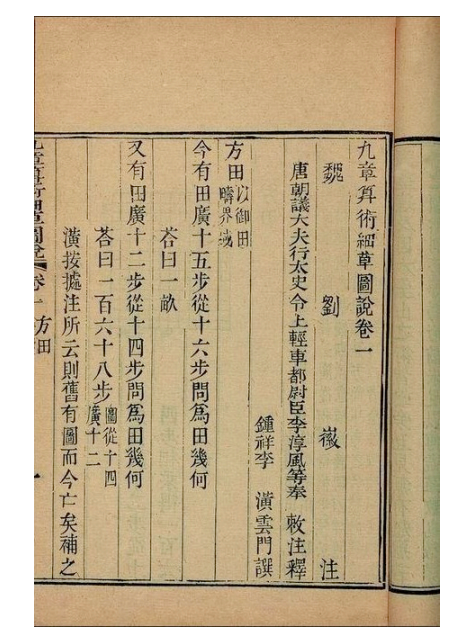 九章算術細草圖說卷一
魏 劉 徽 注
唐朝議大夫行太史令上輕車都尉臣李淳風等奉 敕注釋
鍾祥李 潢雲門譔
方田以御田疇界域
今有田廣十五步從十六步問爲田幾何
荅曰一畝
又有田廣十二步從十四步問爲田幾何
荅曰一百六十八步圖從十四廣十二
潢按據注所云則舊有圖而今亡矣補之
九章算術細草圖說 卷一 方田 一